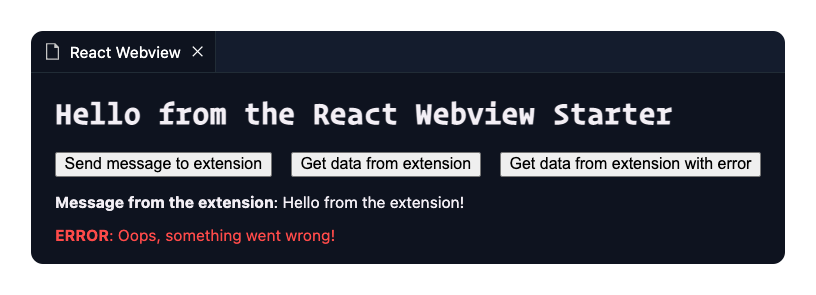 React Webview
Hello from the React Webview Starter
Send message to extension Get data from extension Get data from extension with error
Message from the extension: Hello from the extension!
ERROR: Oops, something went wrong!